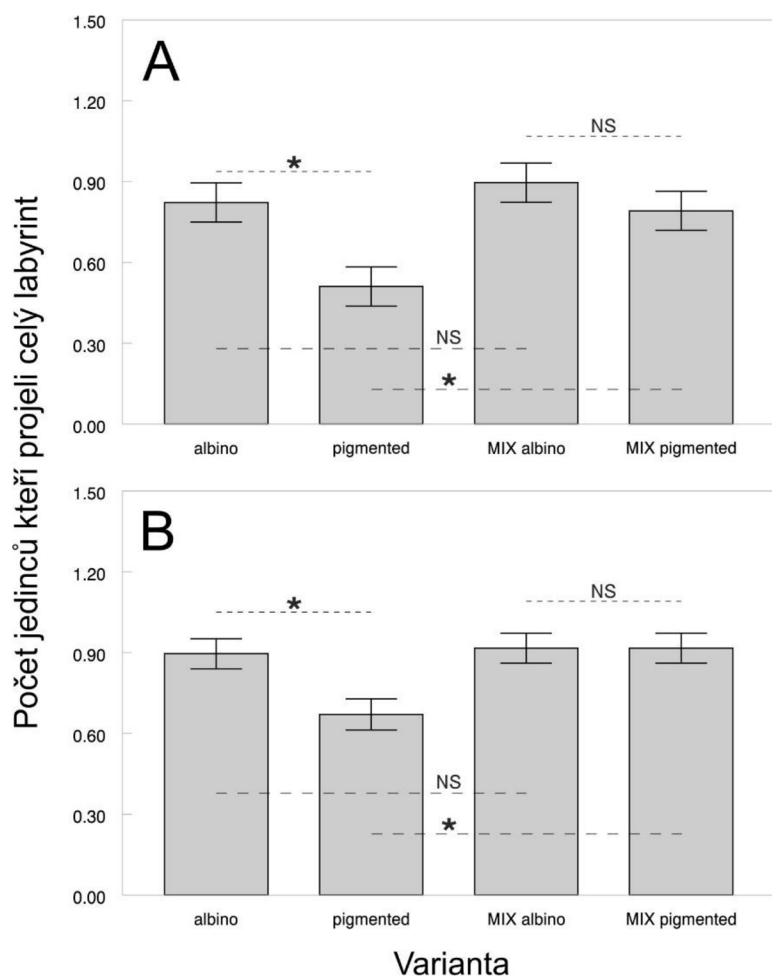 Počet jedinců kteří projeli celý labyrint
A
1.50
1.20
0.90
0.60
0.30
0.00
*
NS
NS
*
albino pigmented MIX albino MIX pigmented
B
1.50
1.20
0.90
0.60
0.30
0.00
*
NS
NS
*
albino pigmented MIX albino MIX pigmented
Varianta